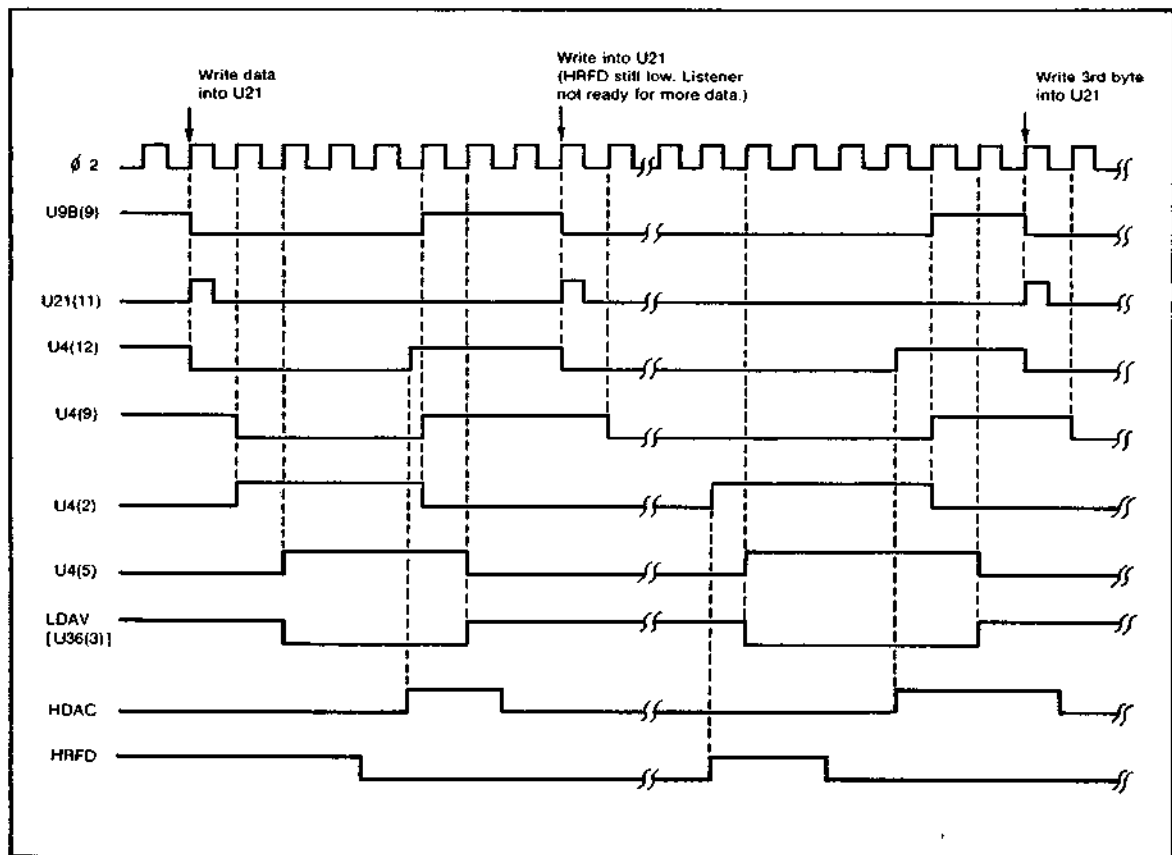 Write data
into U21
Write into U21
(HRFD still low. Listener
not ready for more data.)
Write 3rd byte
into U21
ø 2
U9B(9)
U21(11)
U4(12)
U4(9)
U4(2)
U4(5)
LDAV
[U36(3)]
HDAC
HRFD